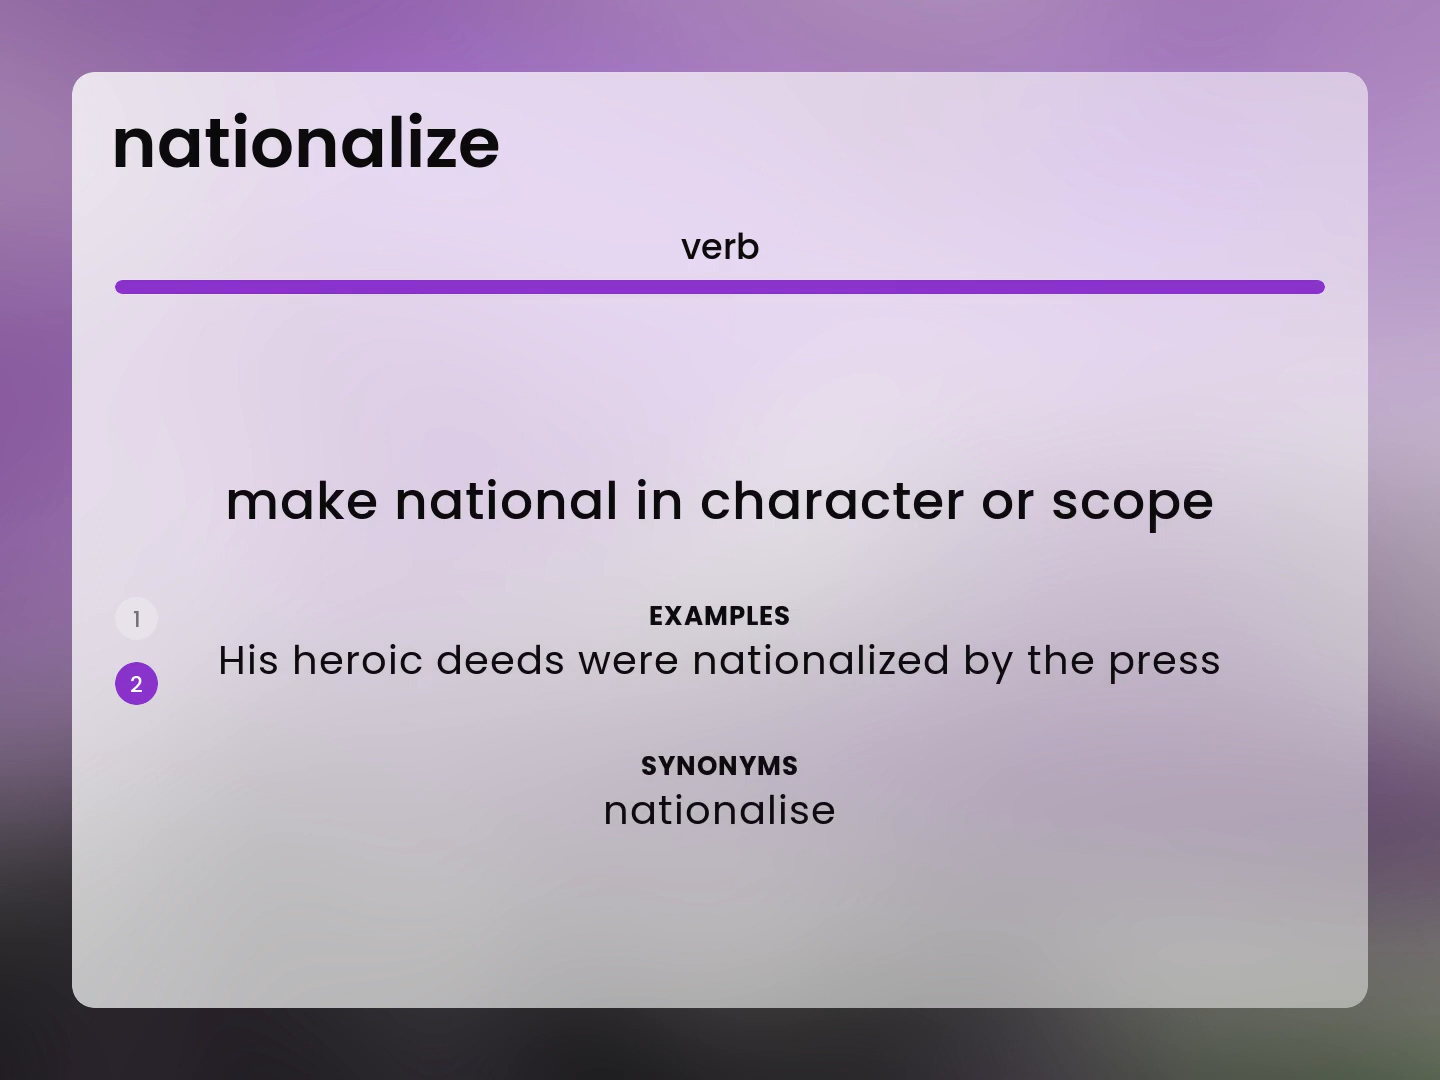 nationalize
verb
make national in character or scope
1
EXAMPLES
His heroic deeds were nationalized by the press
2
SYNONYMS
nationalise